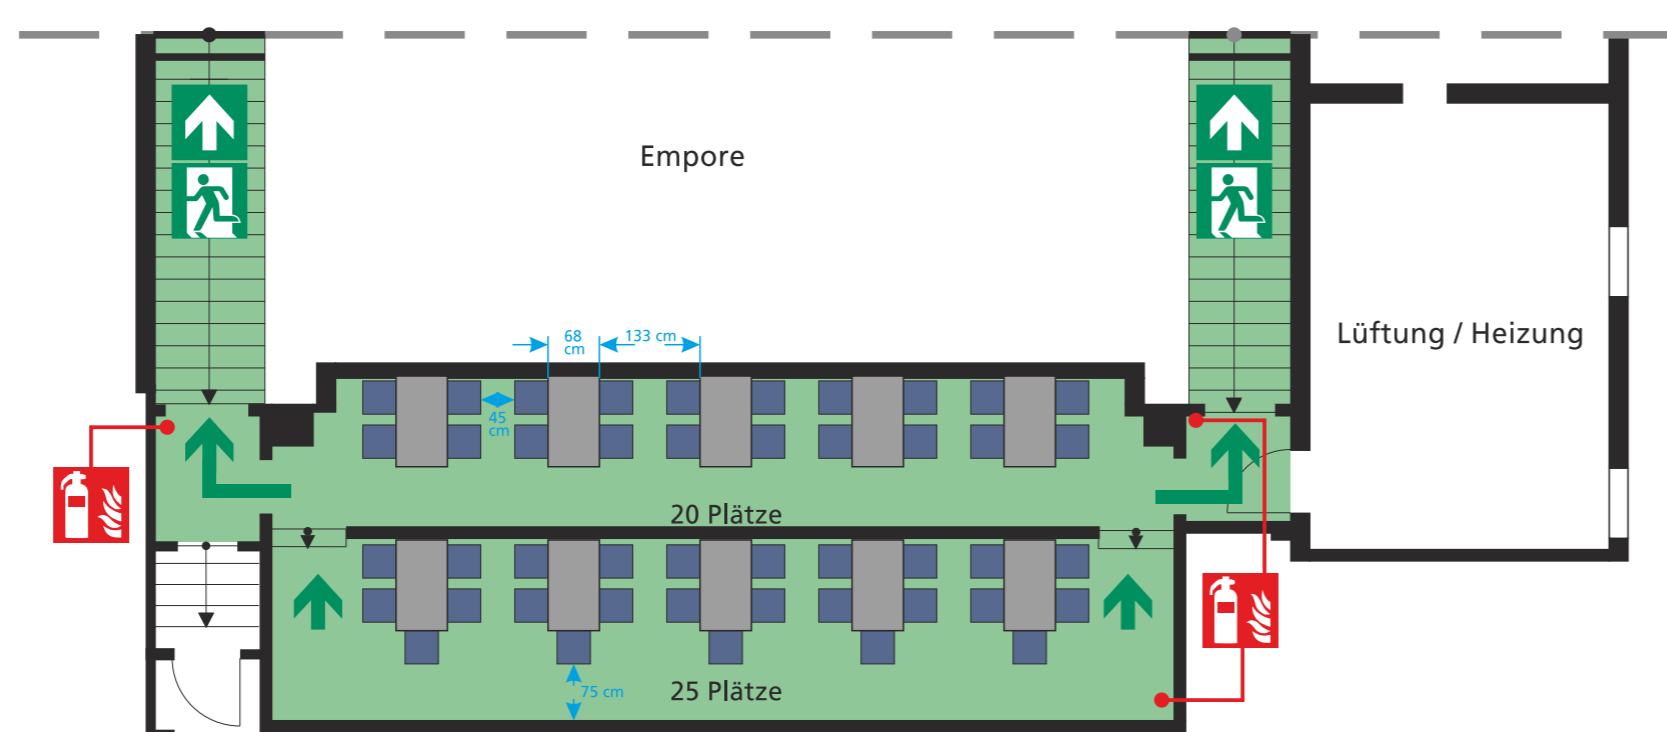 Empore
Lüftung / Heizung
68
cm
133 cm
45
cm
20 Plätze
75 cm
25 Plätze